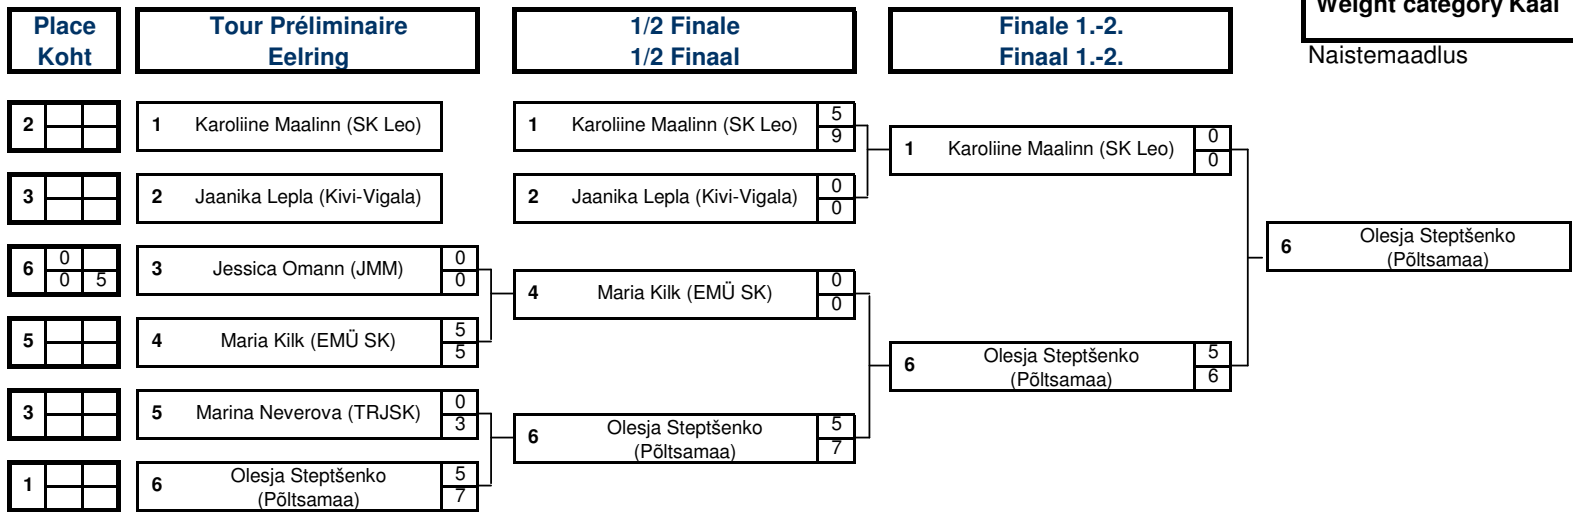 Weight category Kaal
Place
Koht
Tour Préliminaire
Eelring
1/2 Finale
1/2 Finaal
Finale 1.-2.
Finaal 1.-2.
Naistemaadlus
2
1 Karoliine Maalinn (SK Leo)
1 Karoliine Maalinn (SK Leo) 5
9
1 Karoliine Maalinn (SK Leo) 0
0
3
2 Jaanika Lepla (Kivi-Vigala)
2 Jaanika Lepla (Kivi-Vigala) 0
0
6 Olesja Steptšenko
(Põltsamaa)
6 0
0 5
3 Jessica Omann (JMM) 0
0
4 Maria Kilk (EMÜ SK) 0
0
5
4 Maria Kilk (EMÜ SK) 5
5
6 Olesja Steptšenko 5
(Põltsamaa) 6
3
5 Marina Neverova (TRJSK) 0
3
6 Olesja Steptšenko 5
(Põltsamaa) 7
1
6 Olesja Steptšenko 5
(Põltsamaa) 7